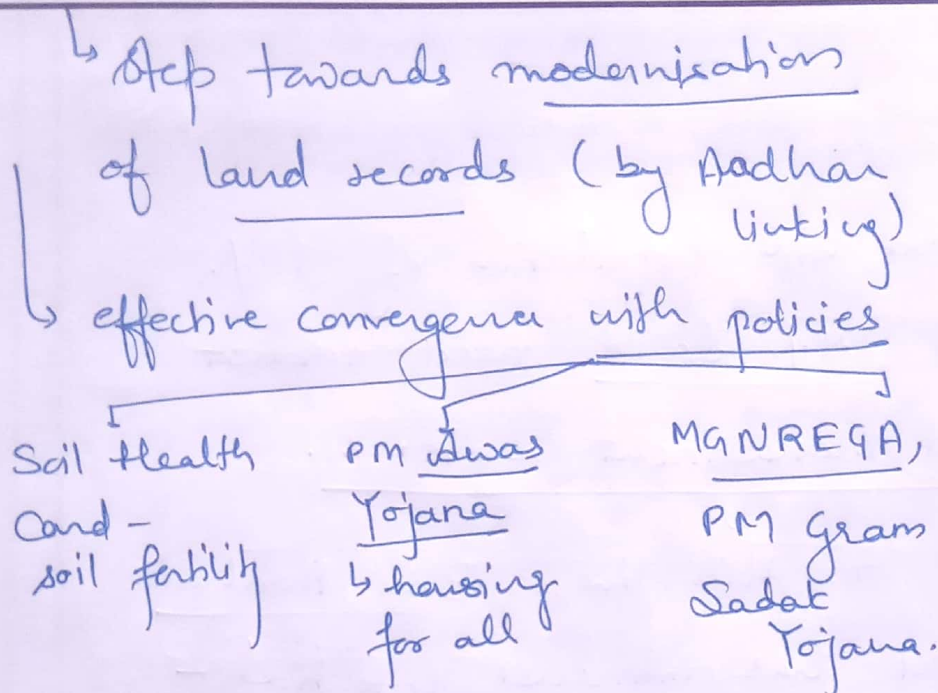 ↳ Step towards modernisation
of land records (by Aadhar
linking)
↳ effective convergence with policies
Soil Health
Card -
soil fertility
PM Awas
Yojana
↳ housing
for all
MGNREGA,
PM Gram
Sadak
Yojana.